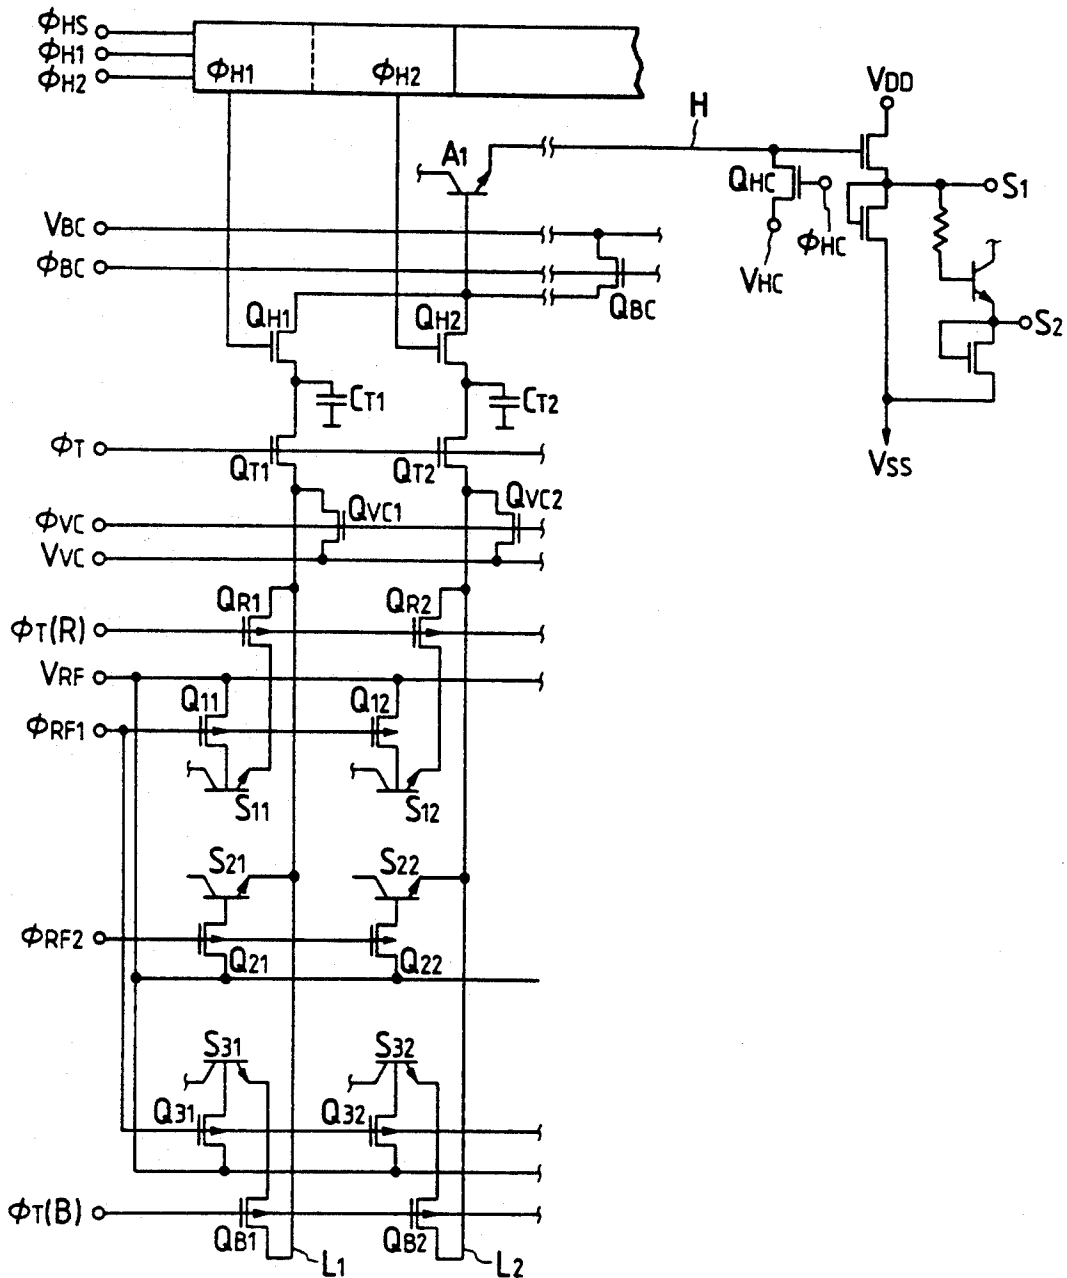 ϕHS
ϕH1
ϕH2
ϕH1
ϕH2
H
VDD
A1
QHC
S1
VBC
ϕHC
ϕBC
VHC
QBC
QH1
QH2
S2
CT1
CT2
ϕT
QT1
QT2
VSS
QVC1
QVC2
ϕVC
VVC
QR1
QR2
ϕT(R)
VRF
Q11
Q12
ϕRF1
S11
S12
S21
S22
ϕRF2
Q21
Q22
S31
S32
Q31
Q32
ϕT(B)
QB1
QB2
L1
L2